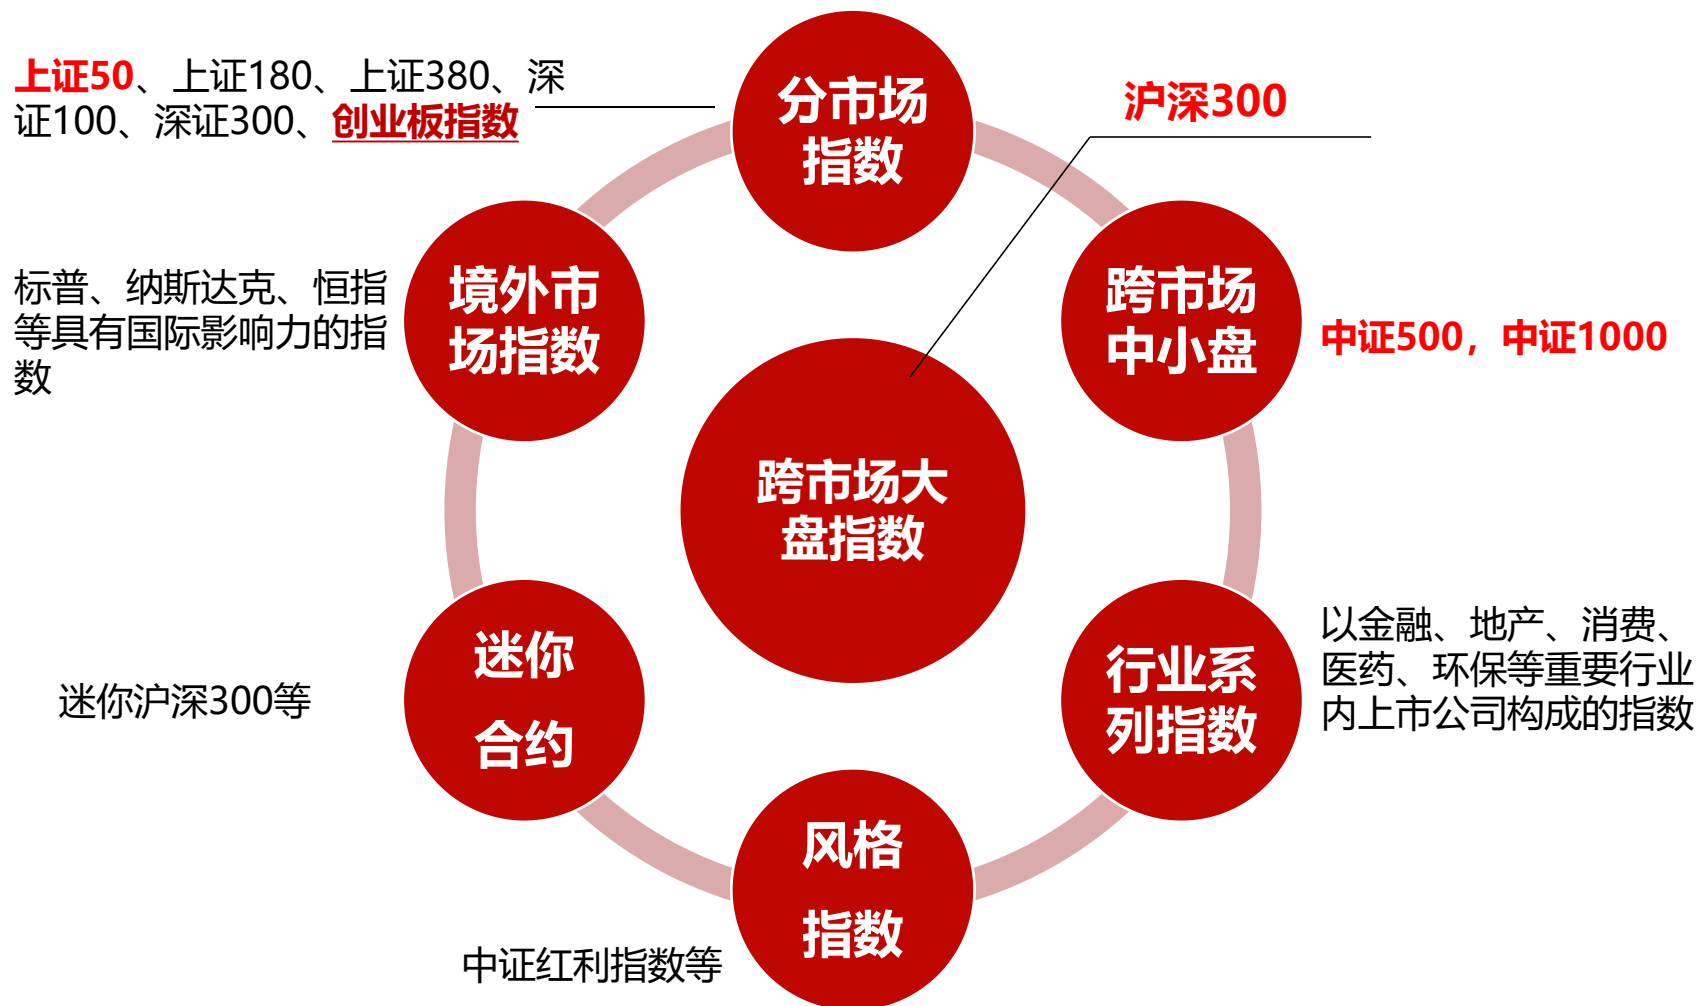 上证50、上证180、上证380、深
证100、深证300、创业板指数
分市场
指数
沪深300
境外市
场指数
标普、纳斯达克、恒指
等具有国际影响力的指
数
跨市场
中小盘
中证500，中证1000
跨市场大
盘指数
迷你
合约
迷你沪深300等
行业系
列指数
以金融、地产、消费、
医药、环保等重要行业
内上市公司构成的指数
风格
指数
中证红利指数等